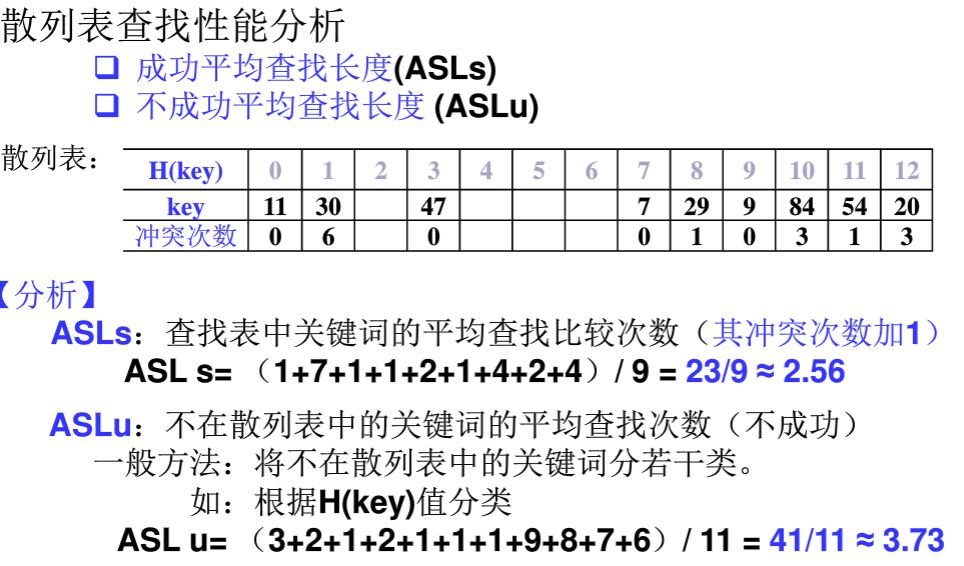 散列表查找性能分析
❑ 成功平均查找长度(ASLs)
❑ 不成功平均查找长度 (ASLu)
散列表：
H(key) 0 1 2 3 4 5 6 7 8 9 10 11 12
key 11 30 47 7 29 9 84 54 20
冲突次数 0 6 0 0 1 0 3 1 3
【分析】
ASLs：查找表中关键词的平均查找比较次数（其冲突次数加1）
ASL s= （1+7+1+1+2+1+4+2+4）/ 9 = 23/9 ≈ 2.56
ASLu：不在散列表中的关键词的平均查找次数（不成功）
一般方法：将不在散列表中的关键词分若干类。
如：根据H(key)值分类
ASL u= （3+2+1+2+1+1+1+9+8+7+6）/ 11 = 41/11 ≈ 3.73